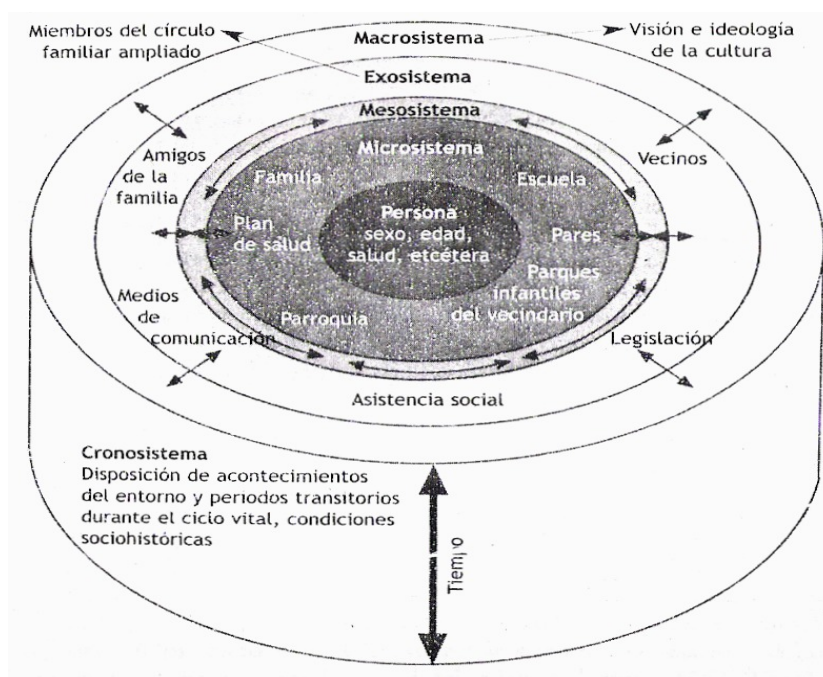 Miembros del círculo
familiar ampliado
Macrosistema
Visión e ideología
de la cultura
Exosistema
Mesosistema
Microsistema
Amigos
de la
familia
Familia
Escuela
Vecinos
Persona
sexo, edad,
salud, etcétera
Plan
de salud
Pares
Parques
infantiles
del vecindario
Medios
de
comunicación
Parroquia
Legislación
Asistencia social
Cronosistema
Disposición de acontecimientos
del entorno y periodos transitorios
durante el ciclo vital, condiciones
sociohistóricas
Tiempo